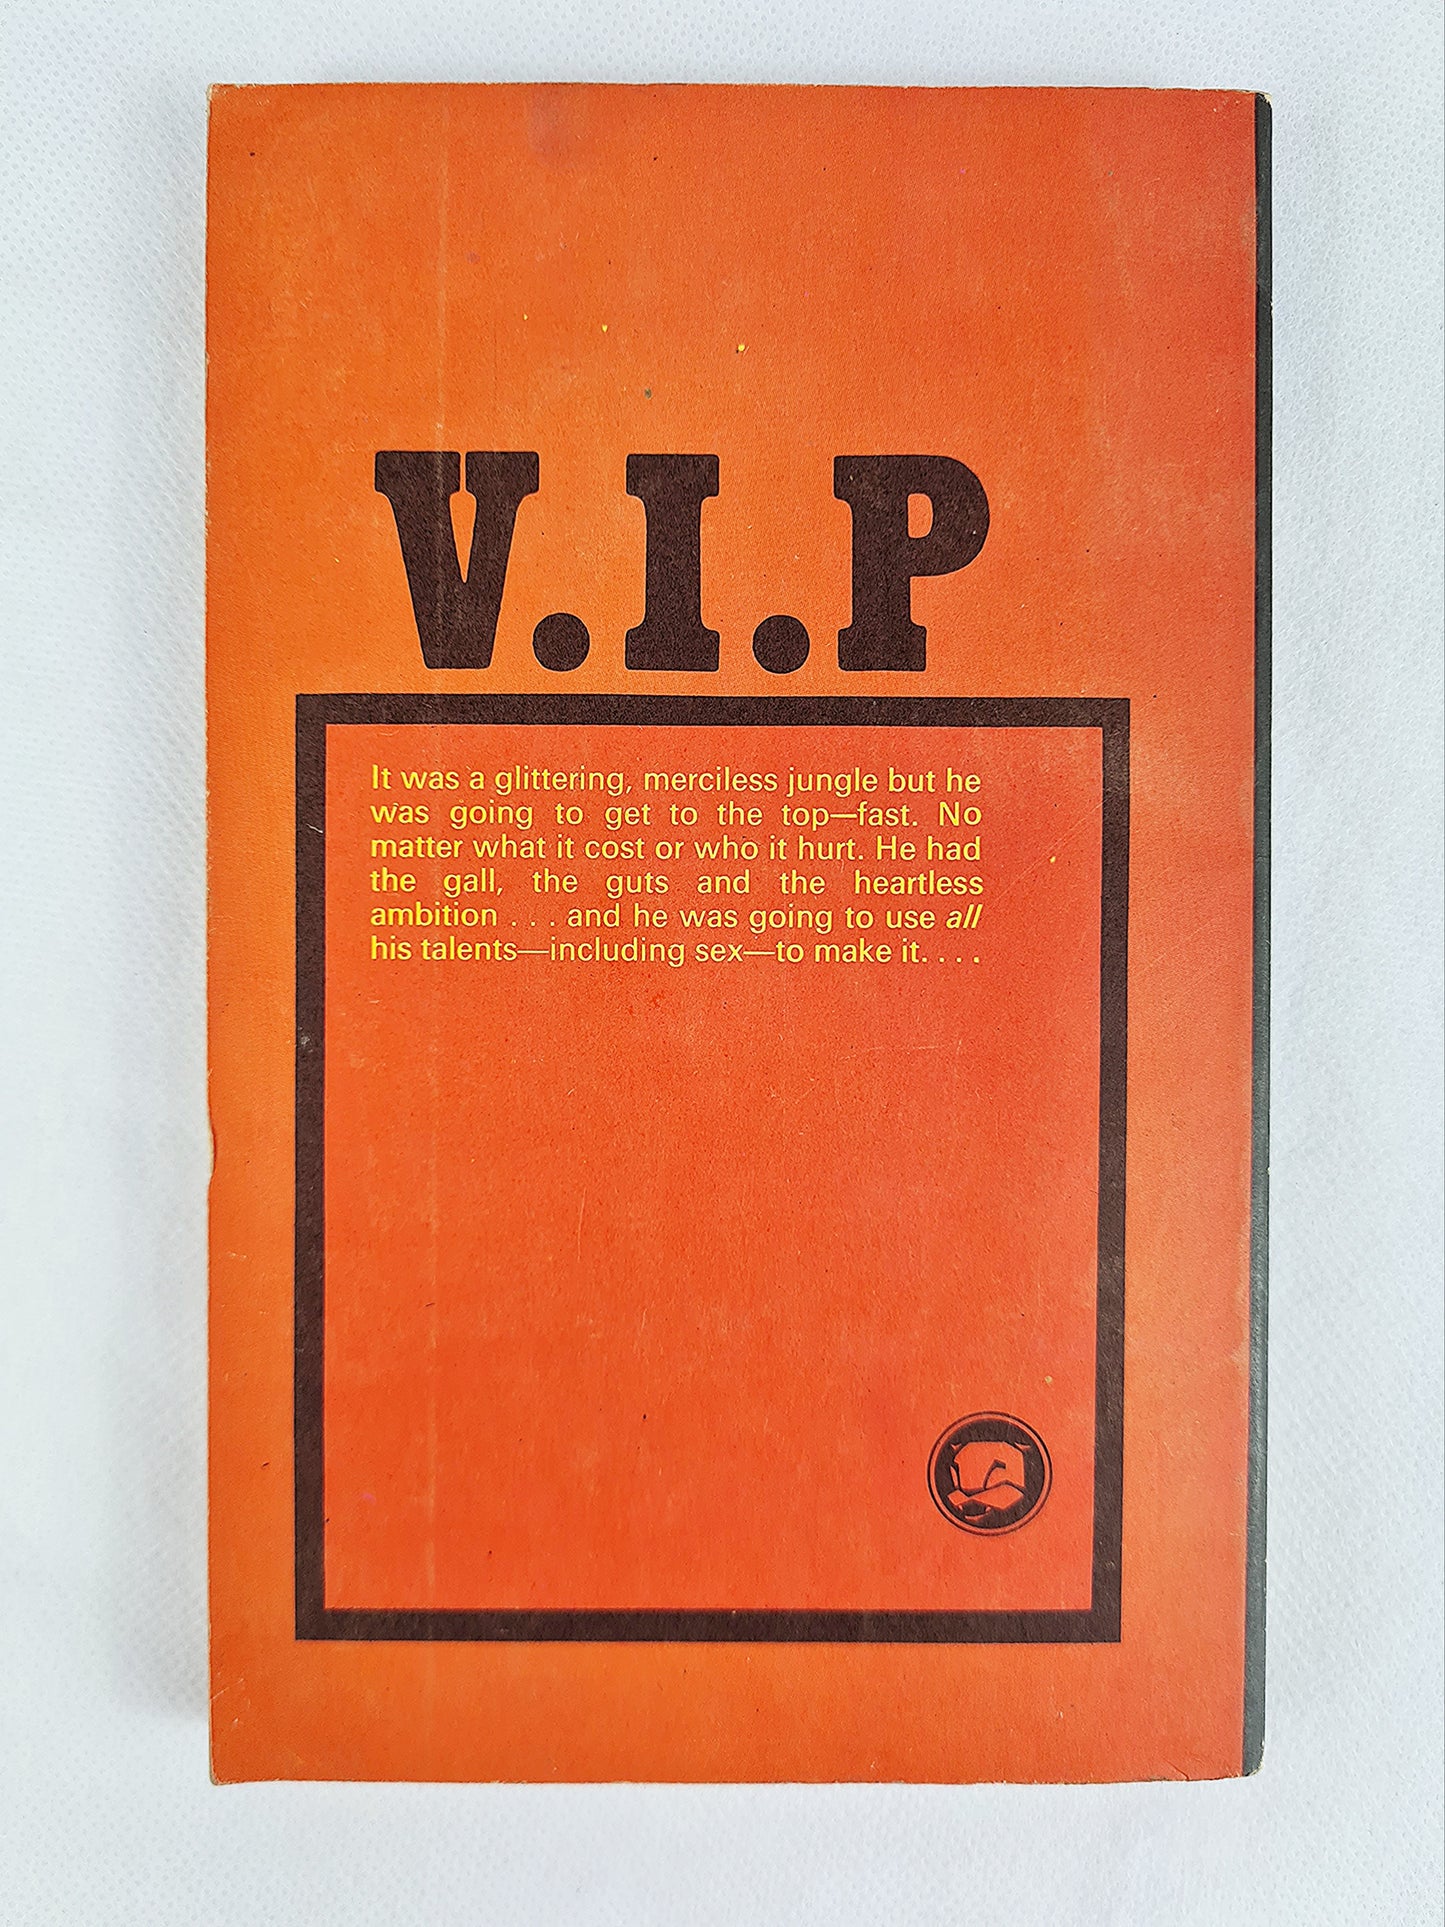 V.I.P
It was a glittering, merciless jungle but he
was going to get to the top—fast. No
matter what it cost or who it hurt. He had
the gall, the guts and the heartless
ambition . . . and he was going to use all
his talents—including sex—to make it. . . .